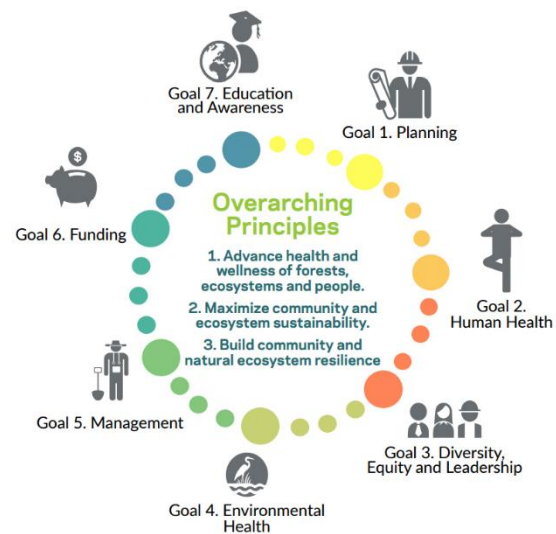 Goal 7. Education
and Awareness
Goal 1. Planning
$
Overarching
Principles
1. Advance health and
wellness of forests,
ecosystems and people.
2. Maximize community and
ecosystem sustainability.
3. Build community and
natural ecosystem resilience
Goal 6. Funding
Goal 2.
Human Health
Goal 5. Management
Goal 3. Diversity,
Equity and Leadership
Goal 4. Environmental
Health